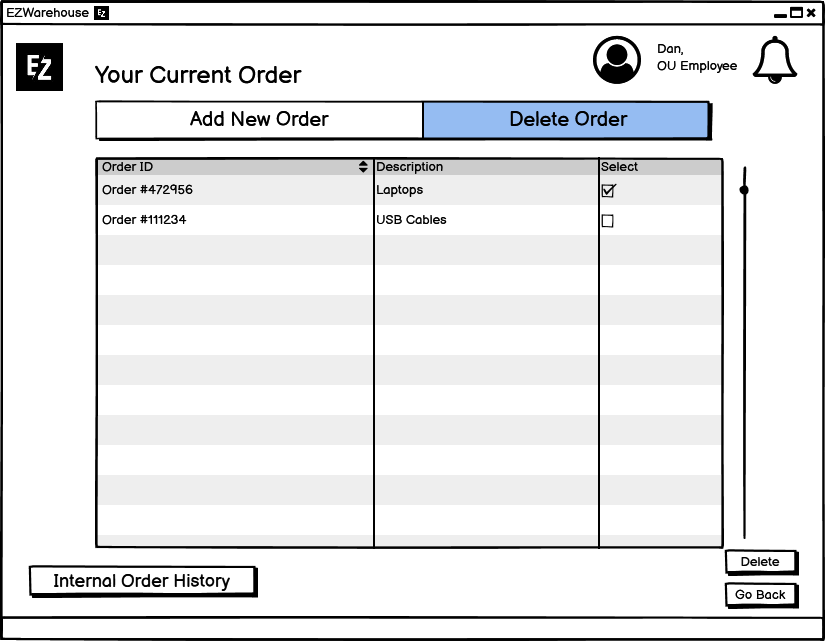 EZWarehouse EZ
EZ
Your Current Order
Dan,
OU Employee
Add New Order
Delete Order
Order ID Description Select
Order #472956 Laptops
Order #111234 USB Cables
Delete
Internal Order History
Go Back